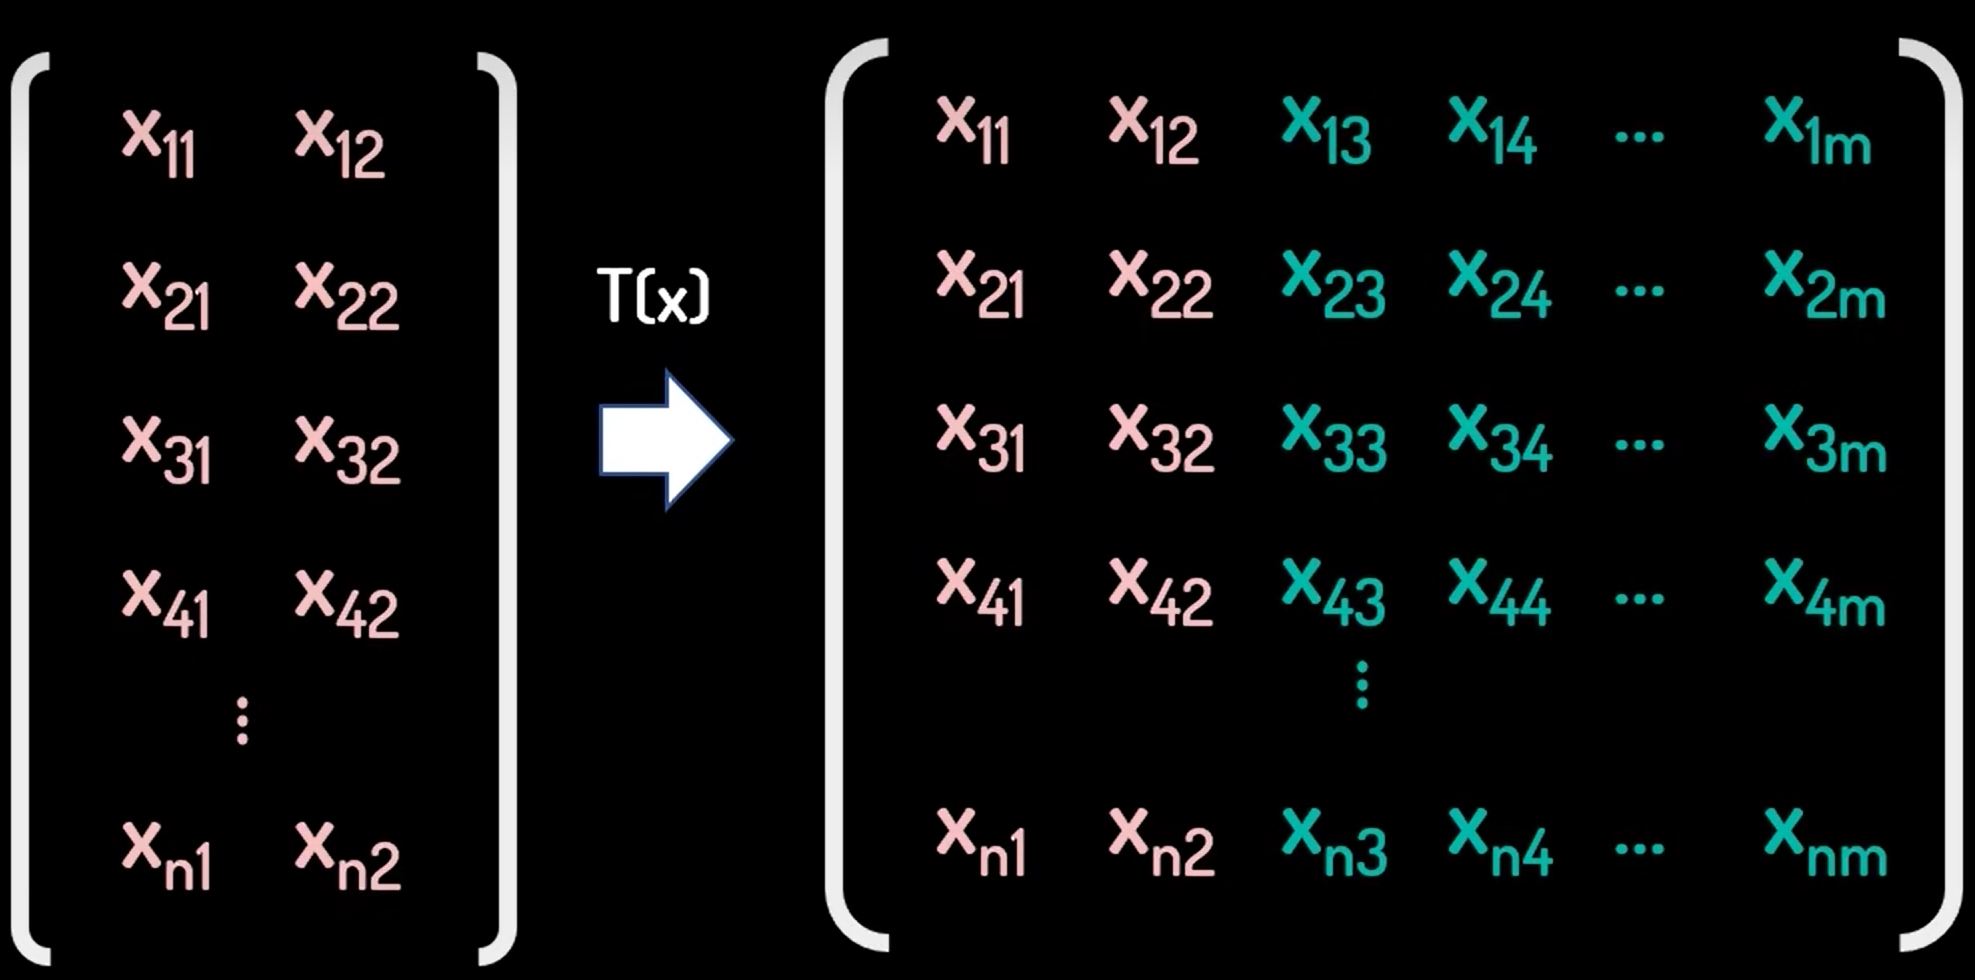 x11 x12
x21 x22
x31 x32
x41 x42
⋮
xn1 xn2
T(x)
x11 x12 x13 x14 ... x1m
x21 x22 x23 x24 ... x2m
x31 x32 x33 x34 ... x3m
x41 x42 x43 x44 ... x4m
⋮
xn1 xn2 xn3 xn4 ... xnm